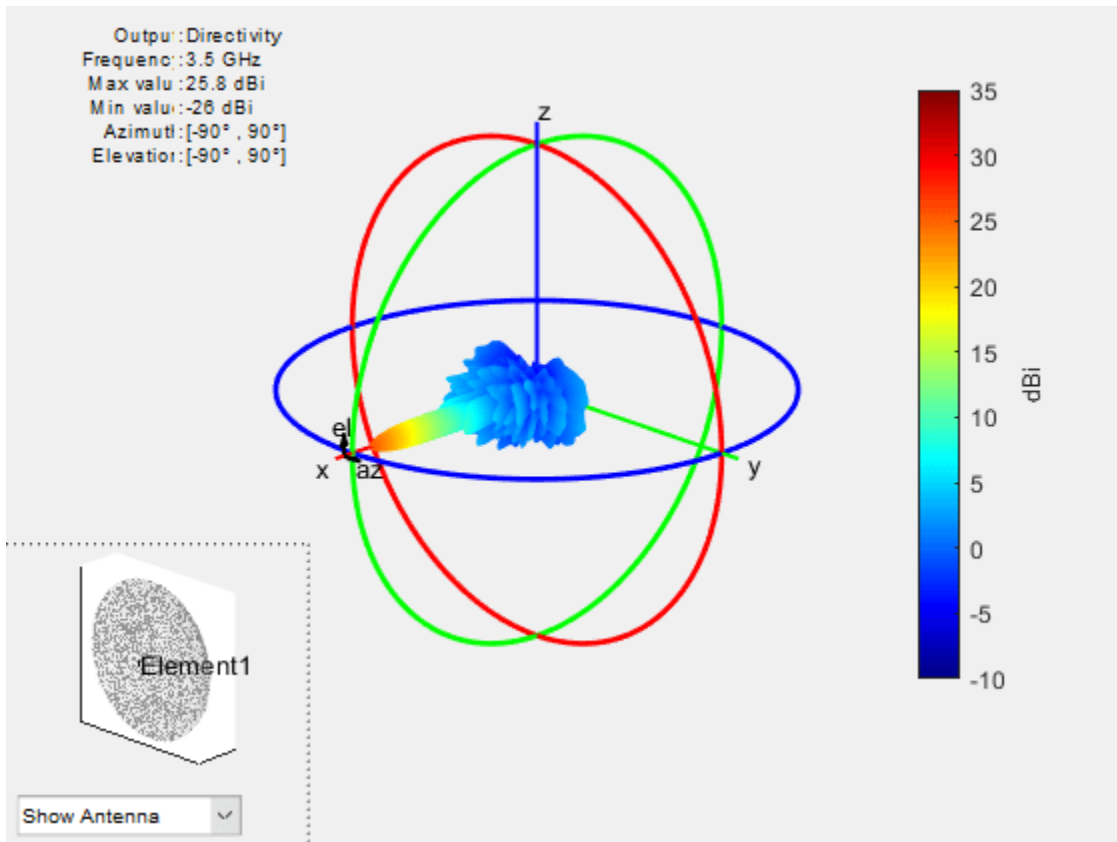 Outpu :Directivity
Frequenc :3.5 GHz
Max valu :25.8 dBi
Min valu :-26 dBi
Azimut :[-90° , 90°]
Elevatior :[-90° , 90°]
z
el
x
az
y
35
30
25
20
15
10
5
0
-5
-10
dBi
Element1
Show Antenna